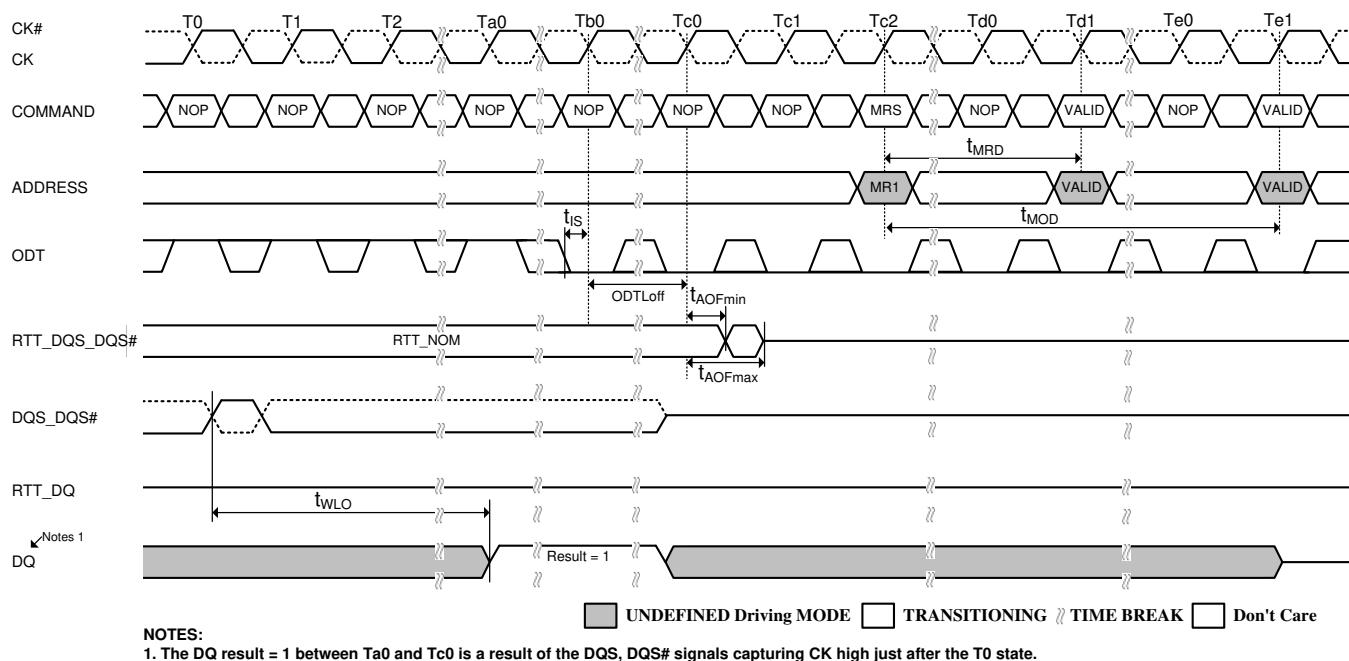 T0 T1 T2 Ta0 Tb0 Tc0 Tc1 Tc2 Td0 Td1 Te0 Te1
CK#
CK
COMMAND NOP NOP NOP NOP NOP NOP NOP MRS NOP VALID NOP VALID
tMRD
ADDRESS MR1 VALID VALID
tIS tMOD
ODT
ODTLoff tAOFmin
RTT_DQS_DQS# RTT_NOM
tAOFmax
DQS_DQS#
RTT_DQ
tWLO
Notes 1
DQ Result = 1
UNDEFINED Driving MODE TRANSITIONING TIME BREAK Don't Care
NOTES:
1. The DQ result = 1 between Ta0 and Tc0 is a result of the DQS, DQS# signals capturing CK high just after the T0 state.